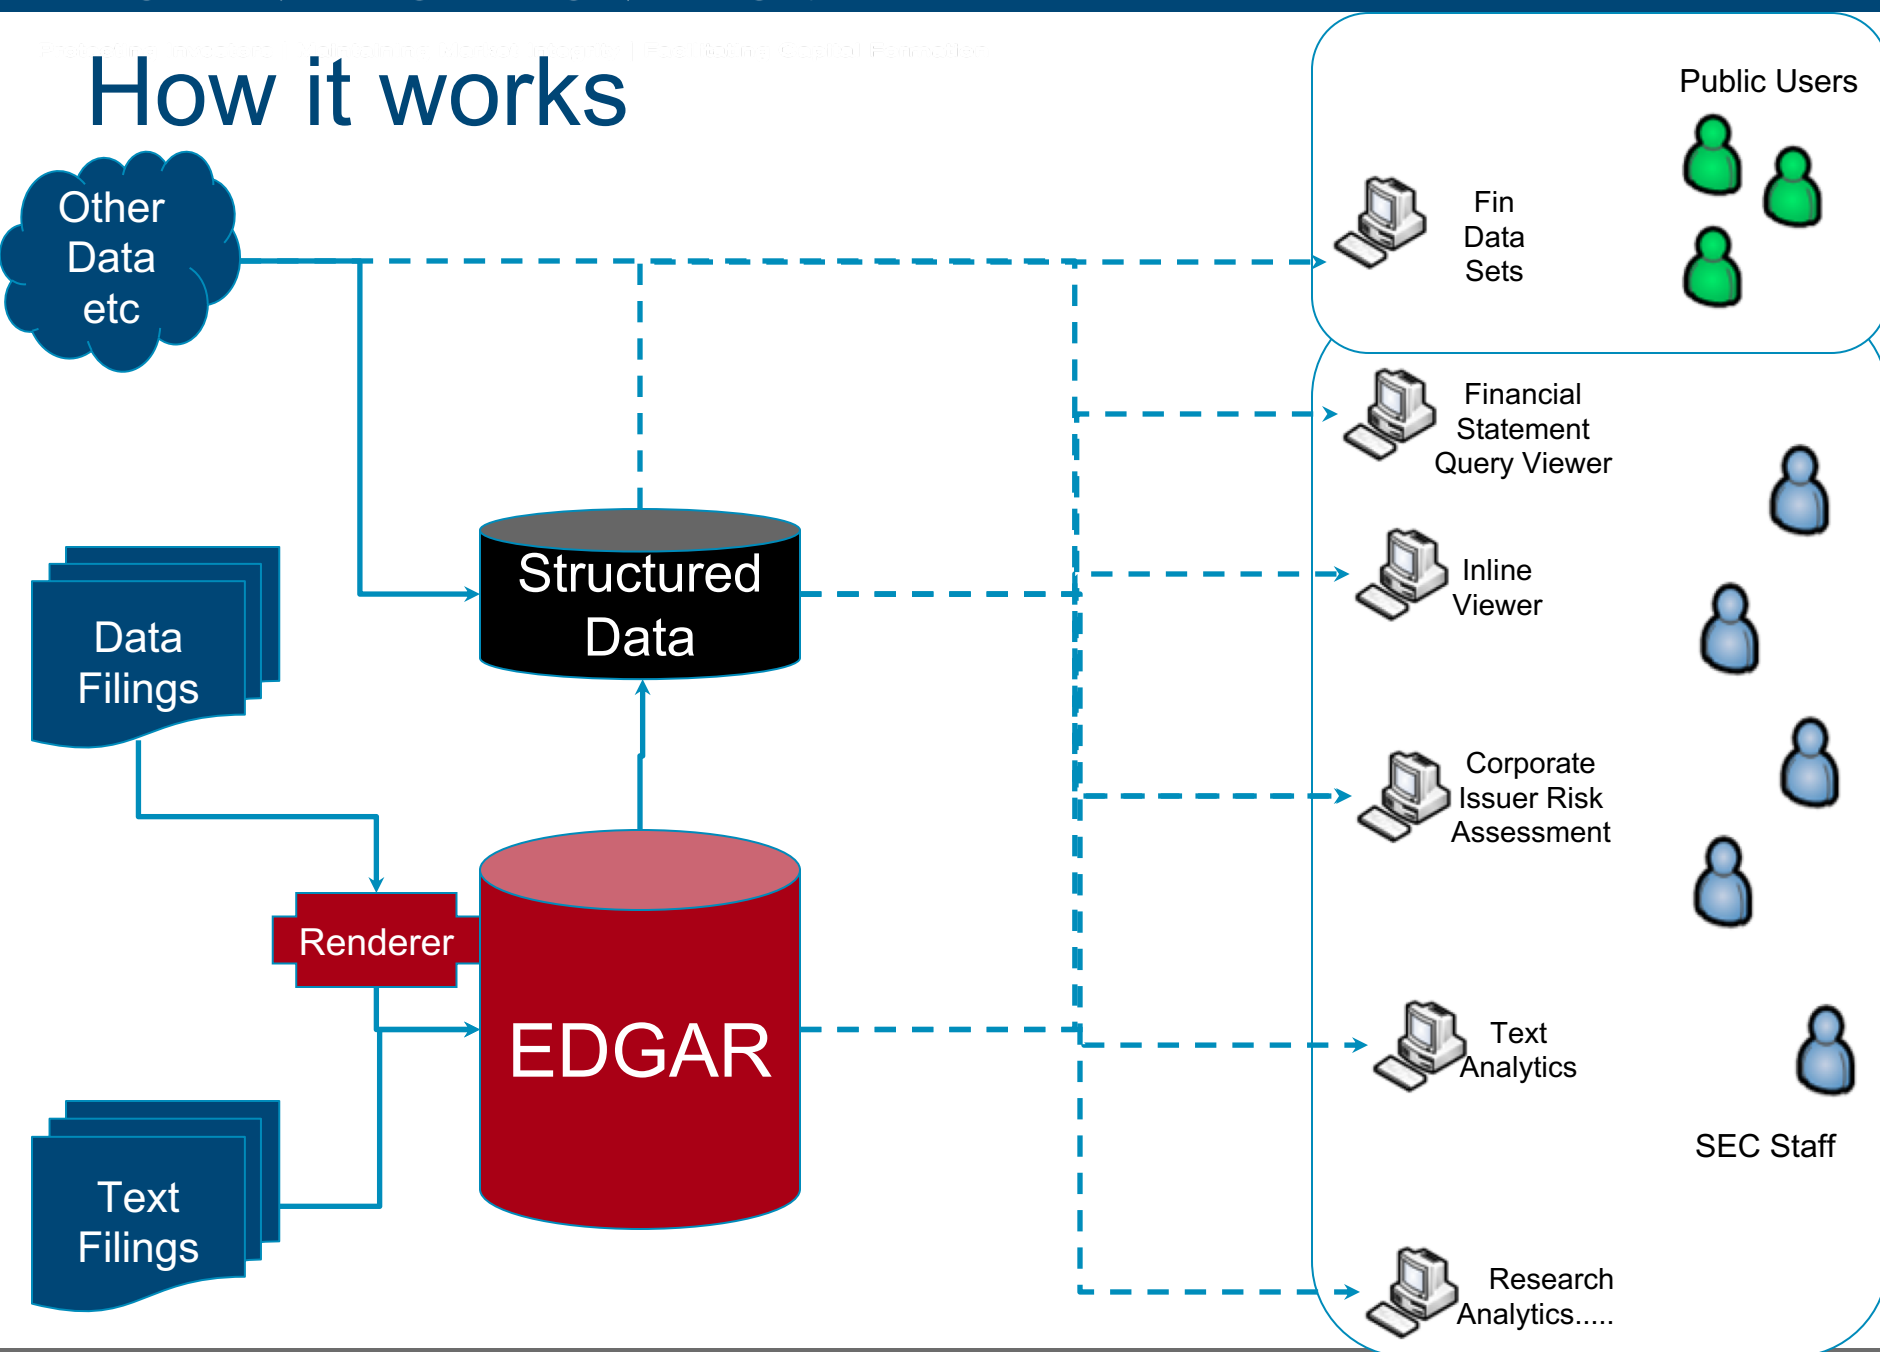 How it works
Public Users
Other
Data
etc
Fin
Data
Sets
Financial
Statement
Query Viewer
Structured
Data
Inline
Viewer
Data
Filings
Corporate
Issuer Risk
Assessment
Renderer
EDGAR
Text
Analytics
SEC Staff
Text
Filings
Research
Analytics.....